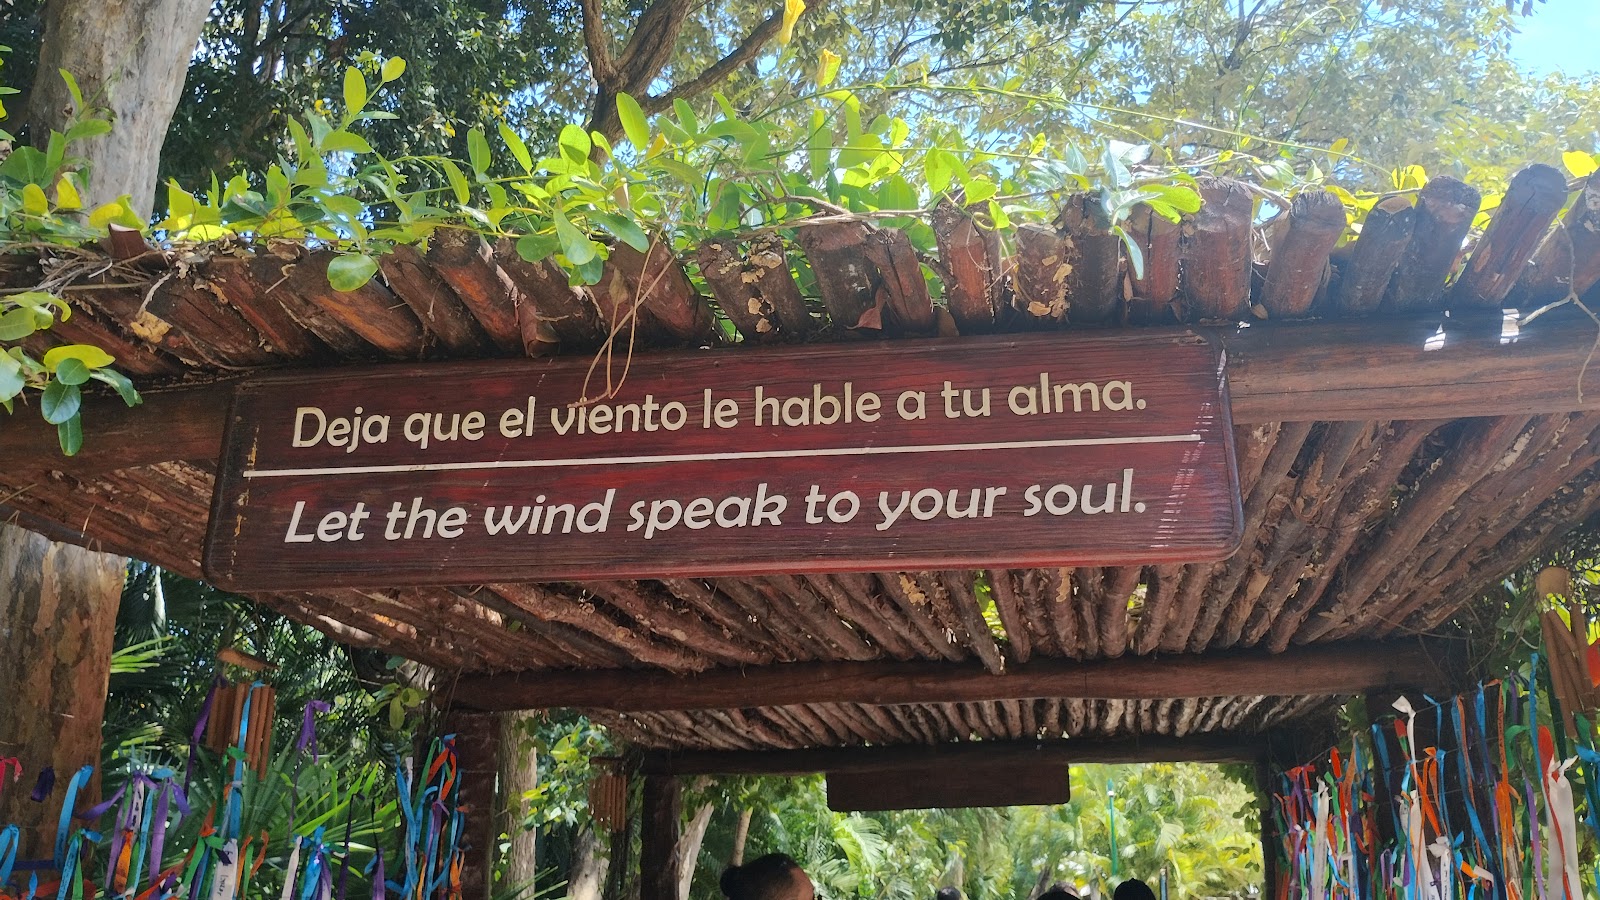 Deja que el viento le hable a tu alma.
Let the wind speak to your soul.